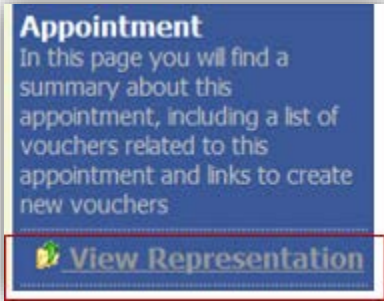 Appointment
In this page you will find a
summary about this
appointment, including a list of
vouchers related to this
appointment and links to create
new vouchers
View Representation